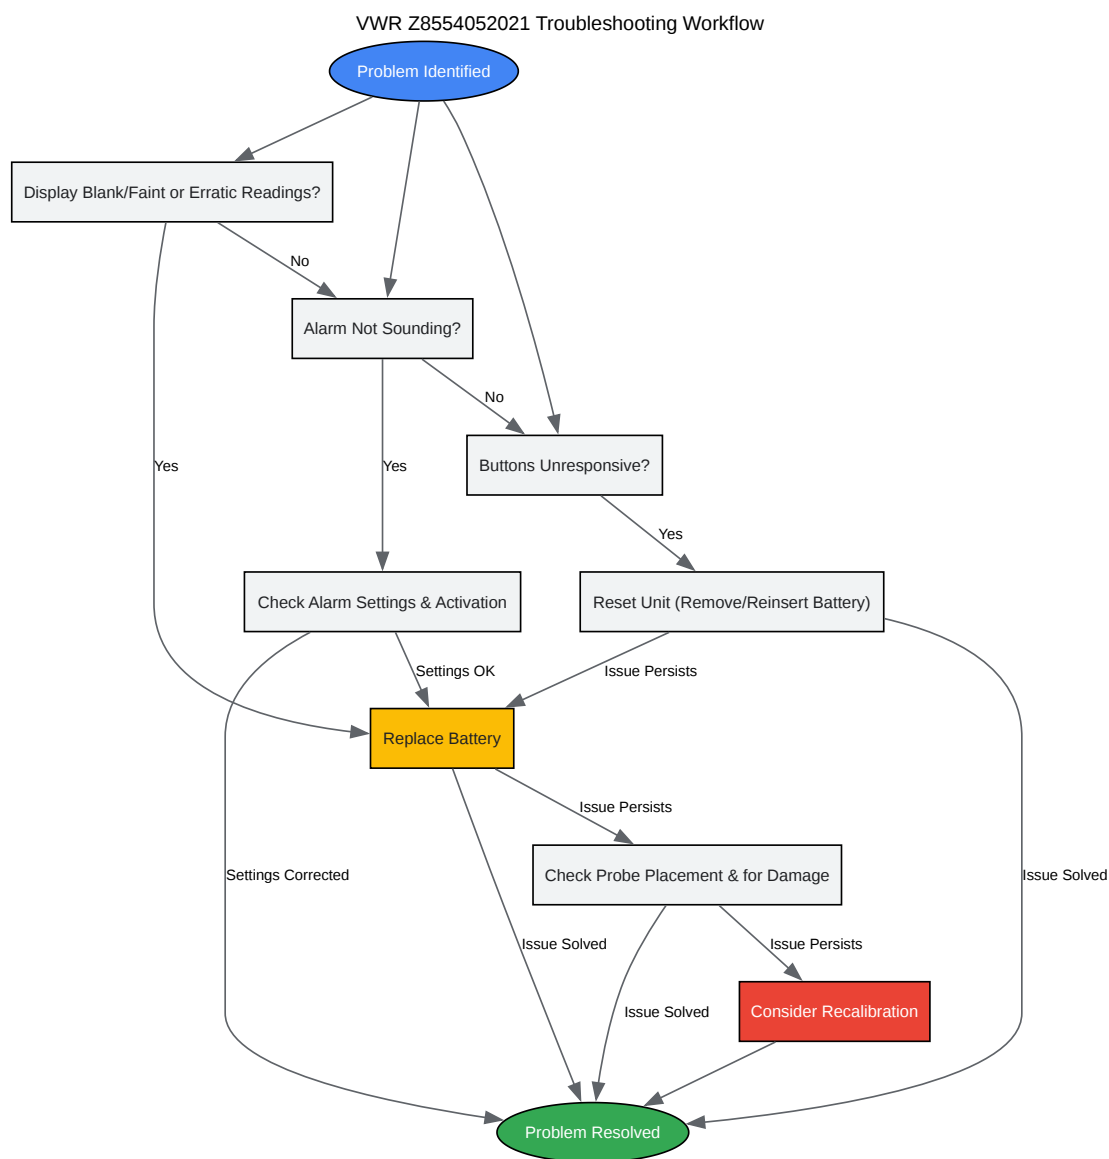 VWR Z8554052021 Troubleshooting Workflow
Problem Identified
Display Blank/Faint or Erratic Readings?
No
Alarm Not Sounding?
No
Buttons Unresponsive?
Yes
Yes
Yes
Check Alarm Settings & Activation
Reset Unit (Remove/Reinsert Battery)
Settings OK
Issue Persists
Replace Battery
Issue Persists
Check Probe Placement & for Damage
Settings Corrected
Issue Solved
Issue Solved
Issue Persists
Issue Solved
Consider Recalibration
Problem Resolved